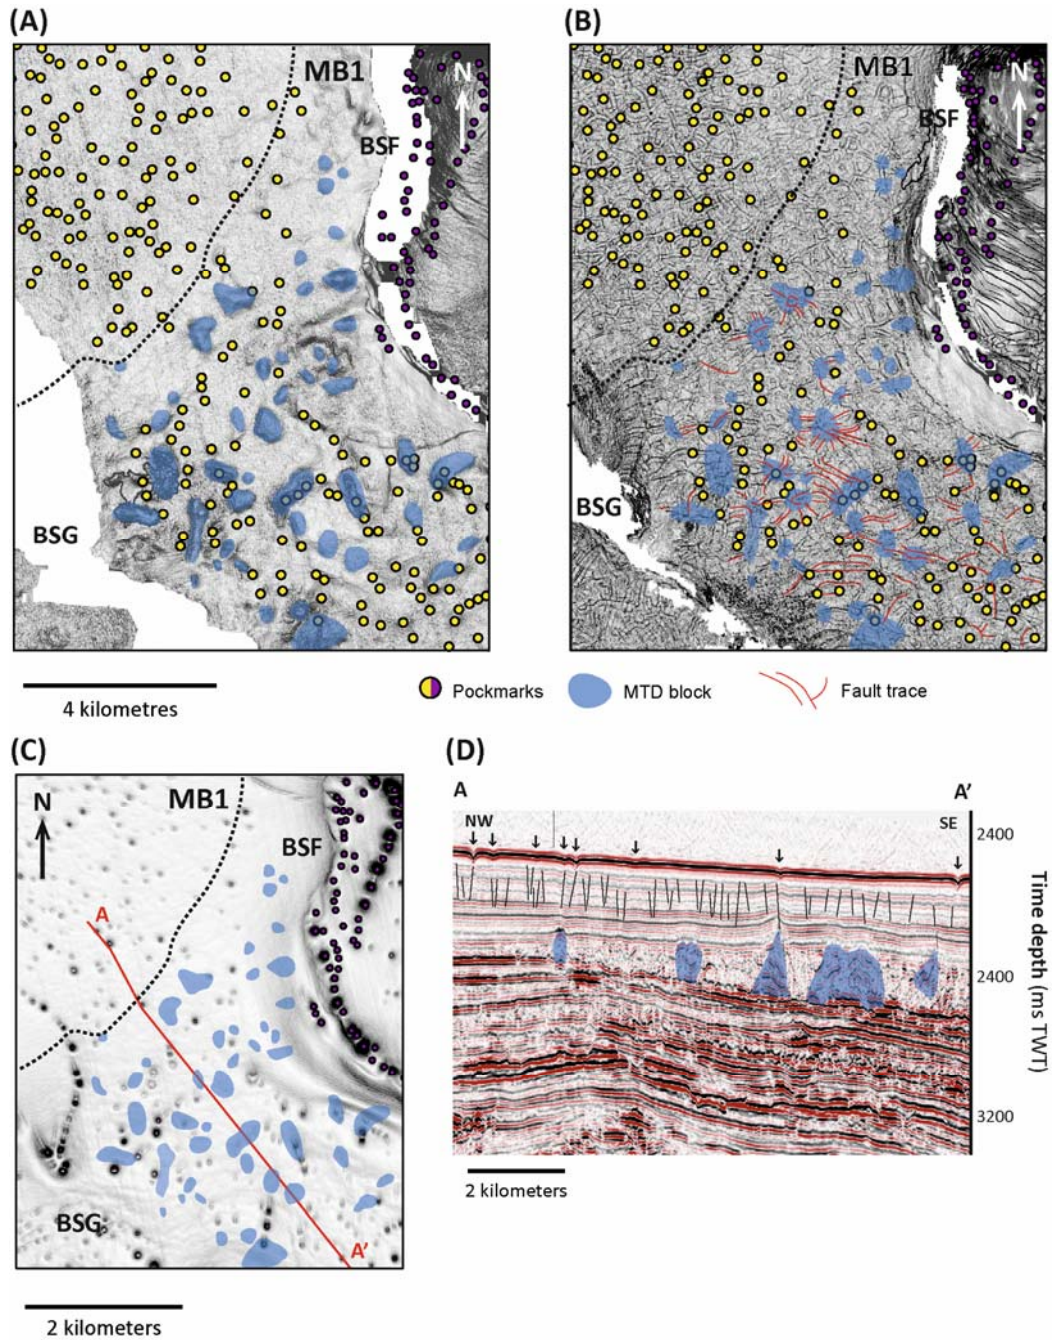 (A)
MB1
N
BSF
BSG
(B)
MB1
N
BSF
BSG
4 kilometres
Pockmarks
MTD block
Fault trace
(C)
N
MB1
BSF
A
BSG
A'
2 kilometers
(D)
A
A'
NW
SE
2400
2400
3200
Time depth (ms TWT)
2 kilometers